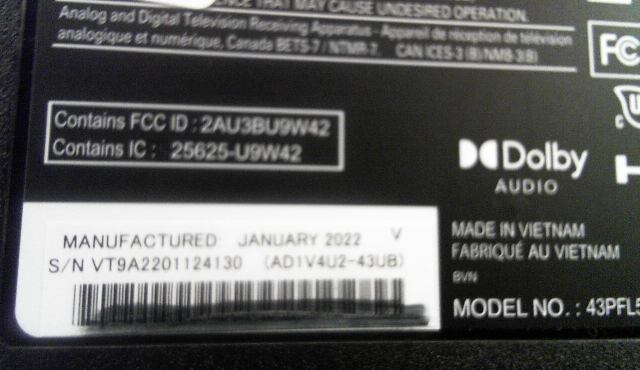 ENCE THAT MAY CAUSE UNDESIRED OPERATION.
Analog and Digital Television Receiving Apparatus - Appareil de réception de télévision
analogique et numérique, Canada BETS-7 / NTMR-7, CAN ICES-3 (B)/NMB-3(B)
FC
Contains FCC ID : 2AU3BU9W42
Contains IC : 25625-U9W42
Dolby
AUDIO
MANUFACTURED JANUARY 2022 V
S/N VT9A2201124130 (AD1V4U2-43UB)
MADE IN VIETNAM
FABRIQUÉ AU VIETNAM
BVN
MODEL NO. : 43PFL5